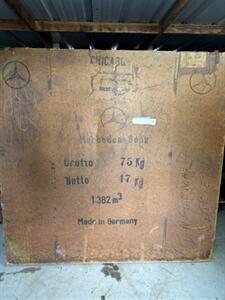 CHICAGO
Mercedes-Benz
Brutto 75 Kg
Netto 17 Kg
1.382 m³
Made in Germany